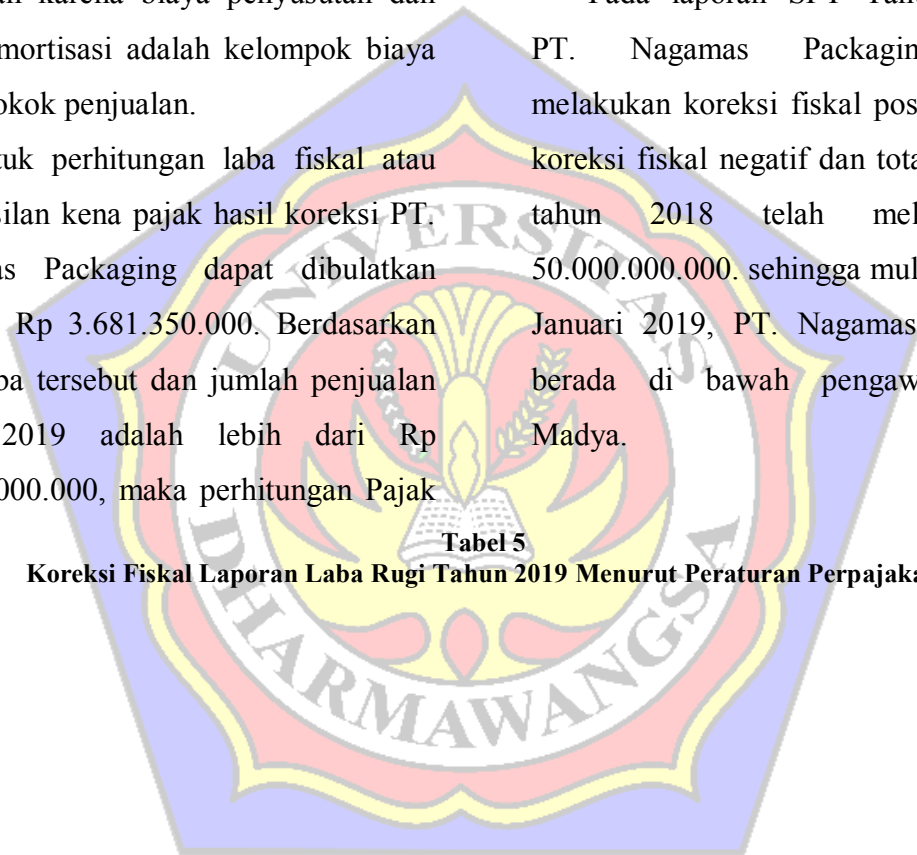 karena biaya penyusutan dan
mortisasi adalah kelompok biaya
okok penjualan.
tuk perhitungan laba fiskal atau
silan kena pajak hasil koreksi PT.
as Packaging dapat dibulatkan
Rp 3.681.350.000. Berdasarkan
ba tersebut dan jumlah penjualan
2019 adalah lebih dari Rp
000.000, maka perhitungan Pajak
Pada laporan SPT
PT. Nagamas Packagin
melakukan koreksi fiskal pos
koreksi fiskal negatif dan tota
tahun 2018 telah mel
50.000.000.000. sehingga mul
Januari 2019, PT. Nagamas
berada di bawah pengaw
Madya.
Tabel 5
Koreksi Fiskal Laporan Laba Rugi Tahun 2019 Menurut Peraturan Perpajaka
UNIVERSITAS
DHARMAWANGSA